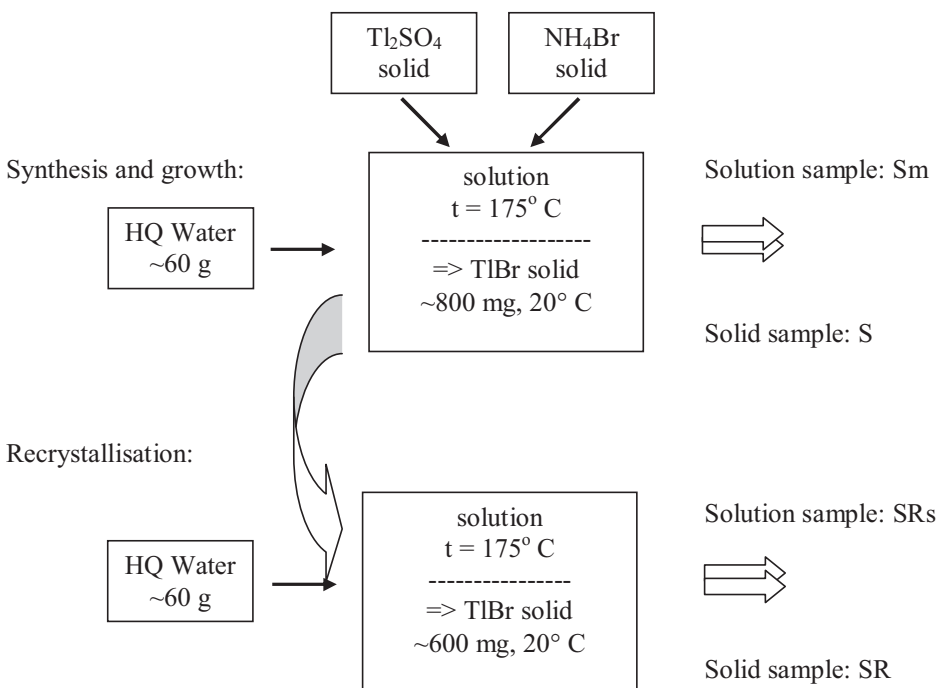 Tl₂SO₄
solid
NH₄Br
solid
Synthesis and growth:
HQ Water
~60 g
solution
t = 175° C
-------------------
=> TlBr solid
~800 mg, 20° C
Solution sample: Sm
Solid sample: S
Recrystallisation:
HQ Water
~60 g
solution
t = 175° C
---------------
=> TlBr solid
~600 mg, 20° C
Solution sample: SRs
Solid sample: SR